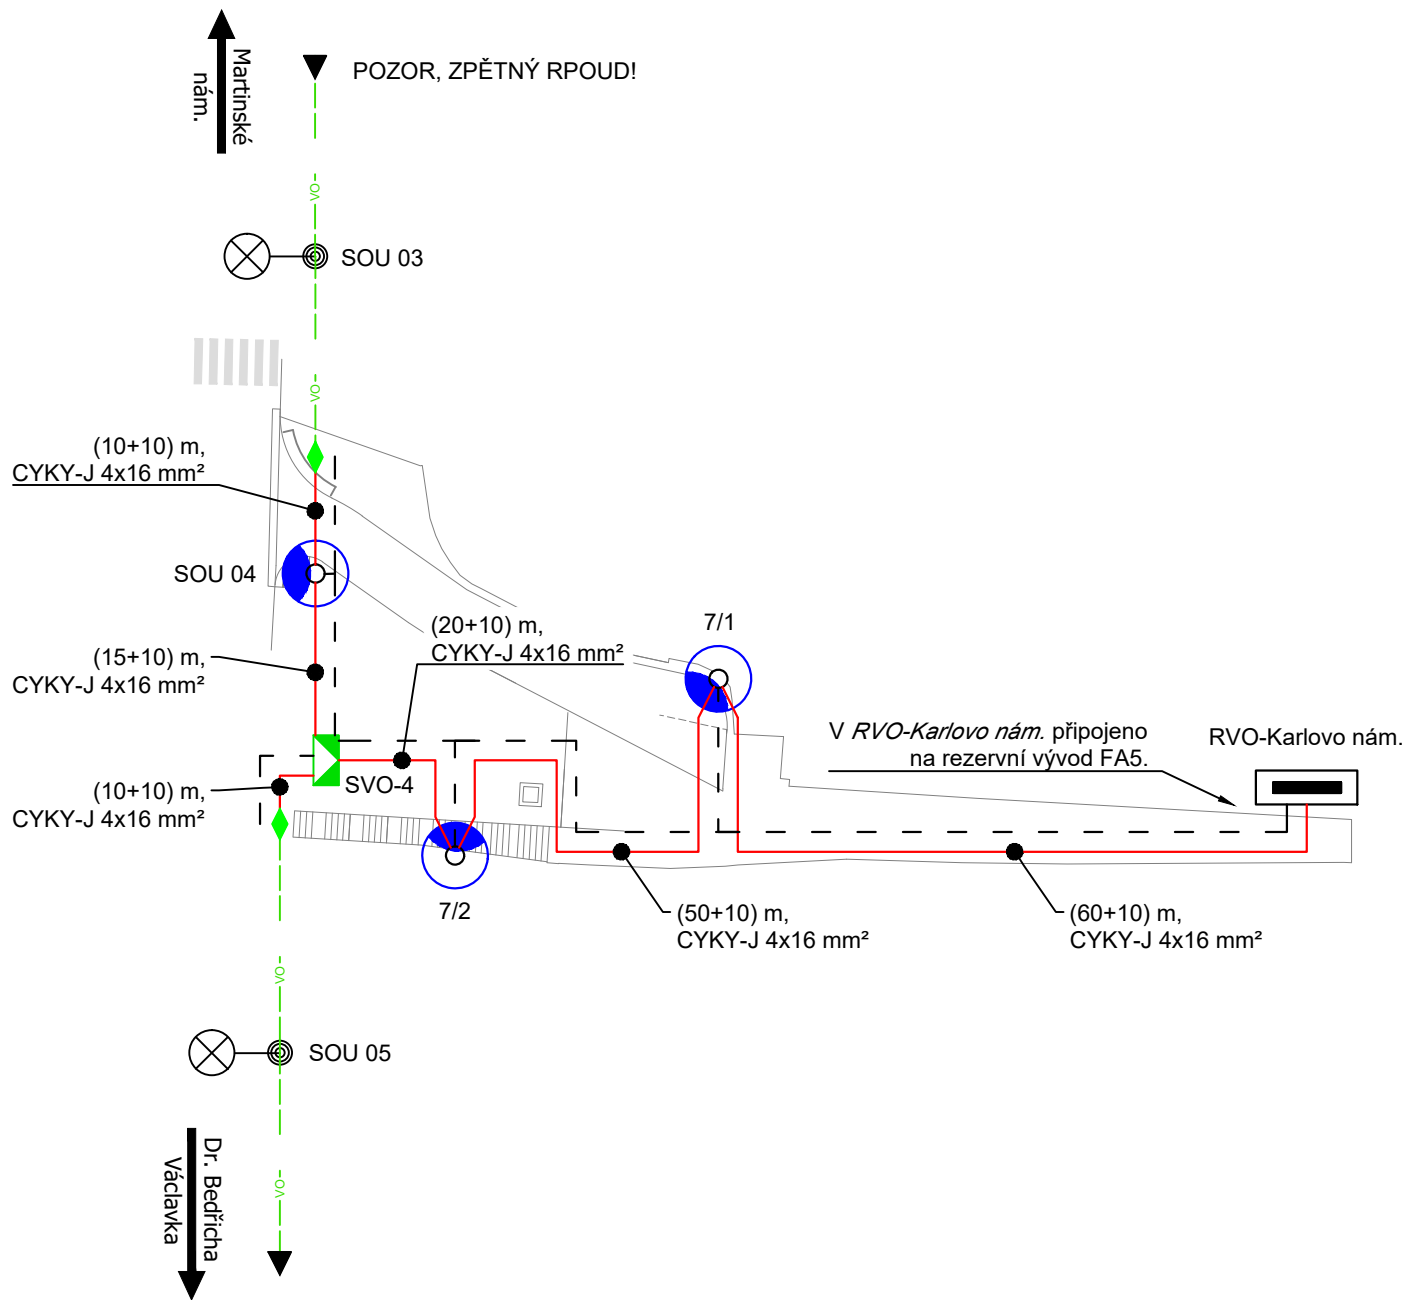 Martinské
nám.
POZOR, ZPĚTNÝ RPOUD!
VO
SOU 03
VO
(10+10) m,
CYKY-J 4x16 mm²
SOU 04
(20+10) m,
CYKY-J 4x16 mm²
7/1
(15+10) m,
CYKY-J 4x16 mm²
V RVO-Karlovo nám. připojeno
na rezervní vývod FA5.
RVO-Karlovo nám.
SVO-4
(10+10) m,
CYKY-J 4x16 mm²
7/2
(50+10) m,
CYKY-J 4x16 mm²
(60+10) m,
CYKY-J 4x16 mm²
VO
SOU 05
Dr. Bedřicha
Václavka
VO